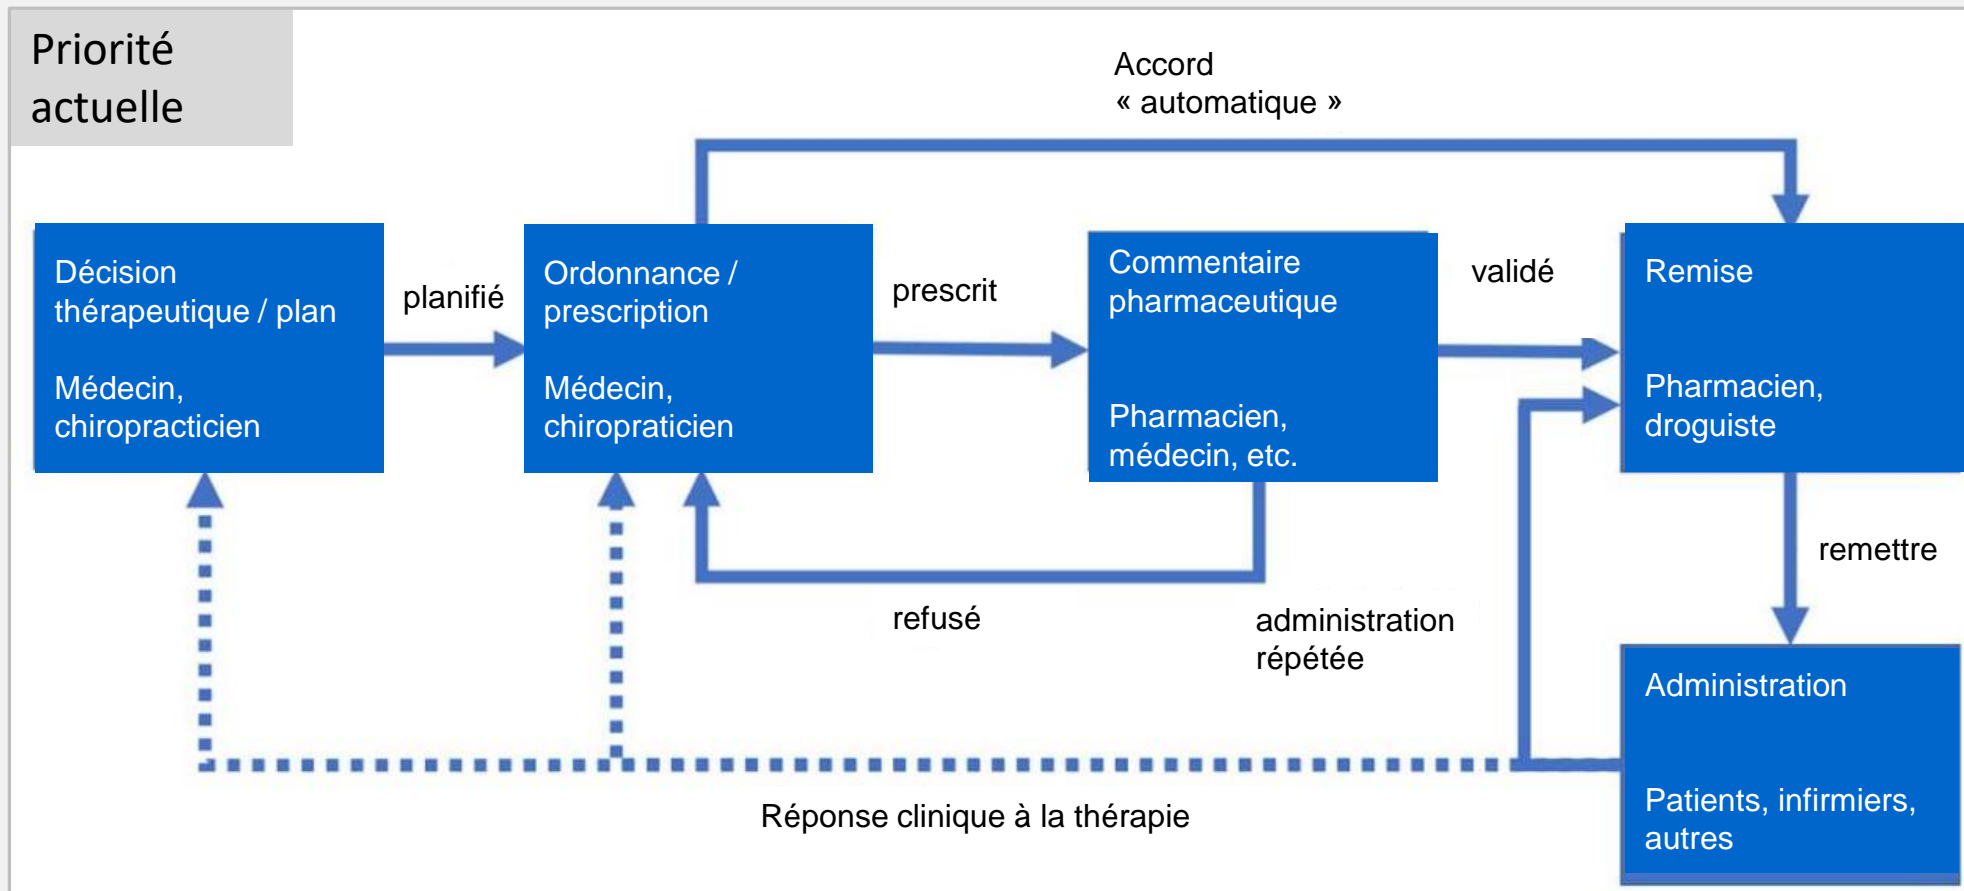 Priorité
actuelle
Accord
« automatique »
Décision
thérapeutique / plan
Médecin,
chiropracticien
planifié
Ordonnance /
prescription
Médecin,
chiropraticien
prescrit
Commentaire
pharmaceutique
Pharmacien,
médecin, etc.
validé
Remise
Pharmacien,
droguiste
remettre
refusé
administration
répétée
Administration
Patients, infirmiers,
autres
Réponse clinique à la thérapie